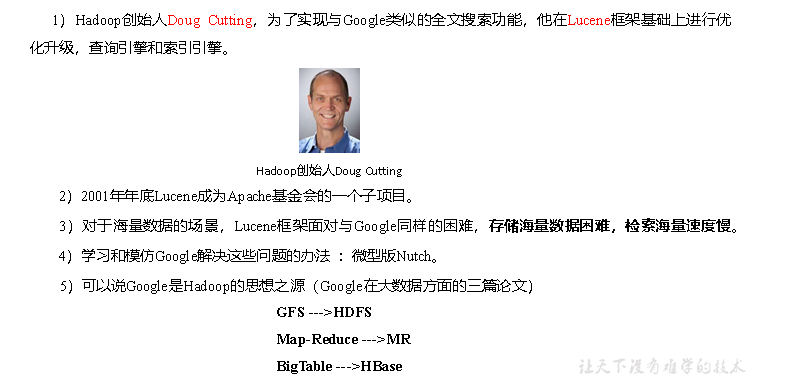 1）Hadoop创始人Doug Cutting，为了实现与Google类似的全文搜索功能，他在Lucene框架基础上进行优
化升级，查询引擎和索引引擎。
Hadoop创始人Doug Cutting
2）2001年年底Lucene成为Apache基金会的一个子项目。
3）对于海量数据的场景，Lucene框架面对与Google同样的困难，存储海量数据困难，检索海量速度慢。
4）学习和模仿Google解决这些问题的办法 ：微型版Nutch。
5）可以说Google是Hadoop的思想之源（Google在大数据方面的三篇论文）
GFS --->HDFS
Map-Reduce --->MR
BigTable --->HBase
让天下没有难学的技术